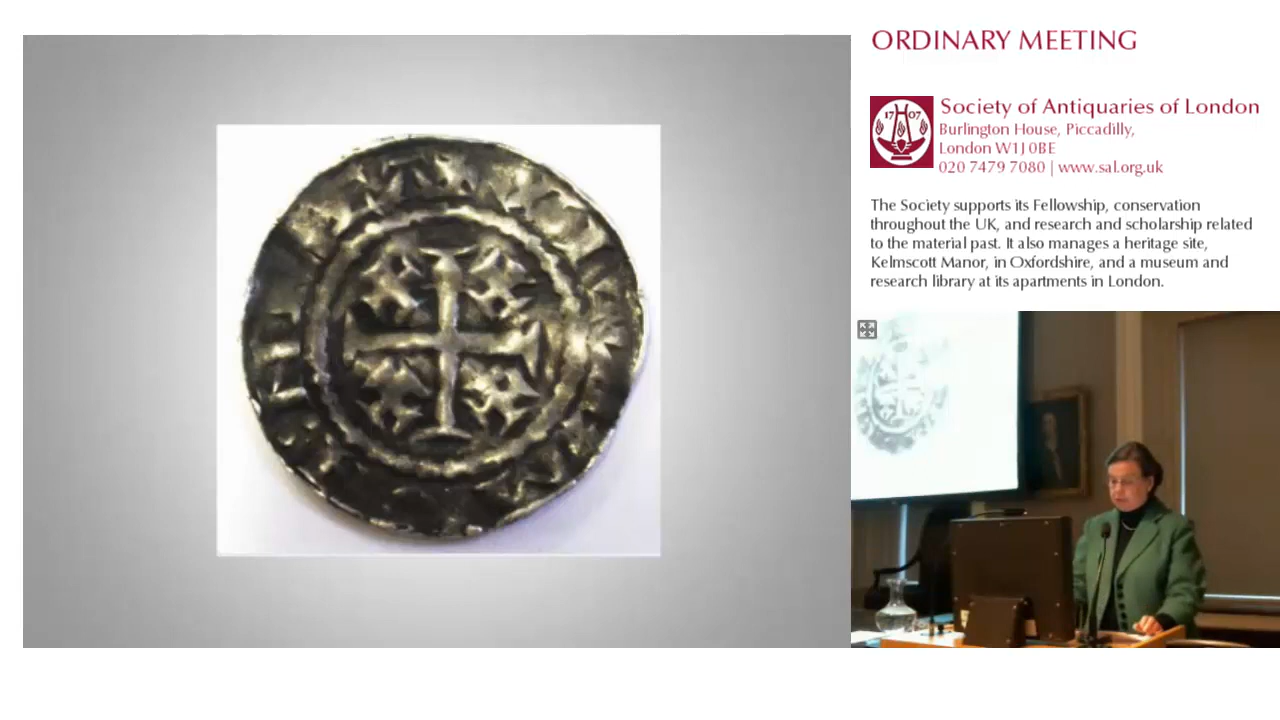 ORDINARY MEETING
1707
Society of Antiquaries of London
Burlington House, Piccadilly,
London W1J 0BE
020 7479 7080 | www.sal.org.uk
The Society supports its Fellowship, conservation
throughout the UK, and research and scholarship related
to the material past. It also manages a heritage site,
Kelmscott Manor, in Oxfordshire, and a museum and
research library at its apartments in London.